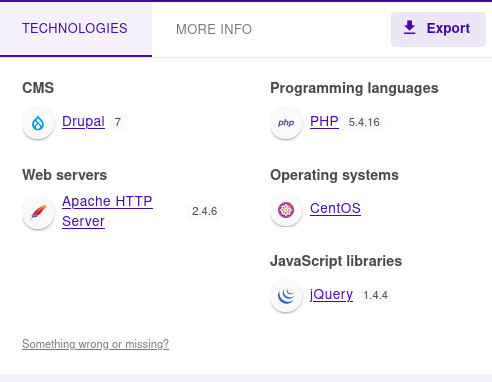 TECHNOLOGIES
MORE INFO
Export
CMS
Drupal 7
Programming languages
php PHP 5.4.16
Web servers
Apache HTTP
Server
2.4.6
Operating systems
CentOS
JavaScript libraries
jQuery 1.4.4
Something wrong or missing?